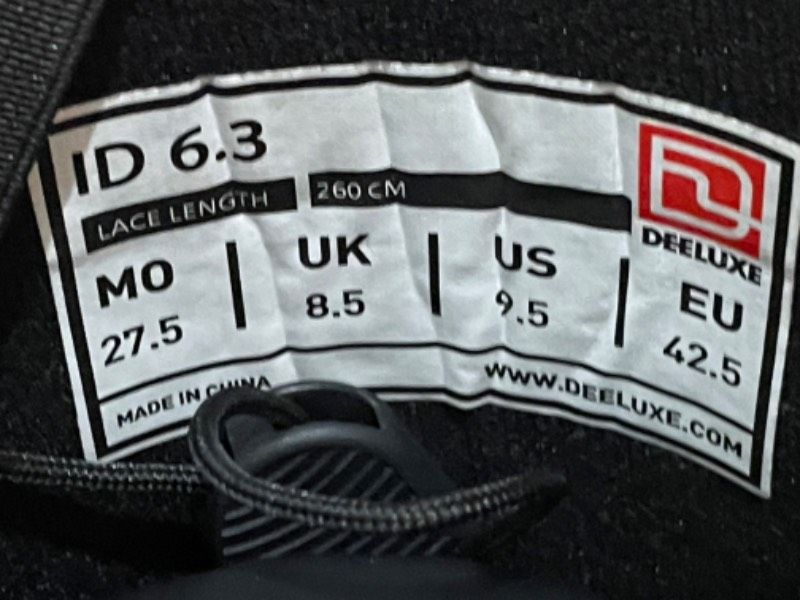 ID 6.3
LACE LENGTH 260 CM
DEELUXE
MO UK US EU
27.5 8.5 9.5 42.5
MADE IN CHINA WWW.DEELUXE.COM